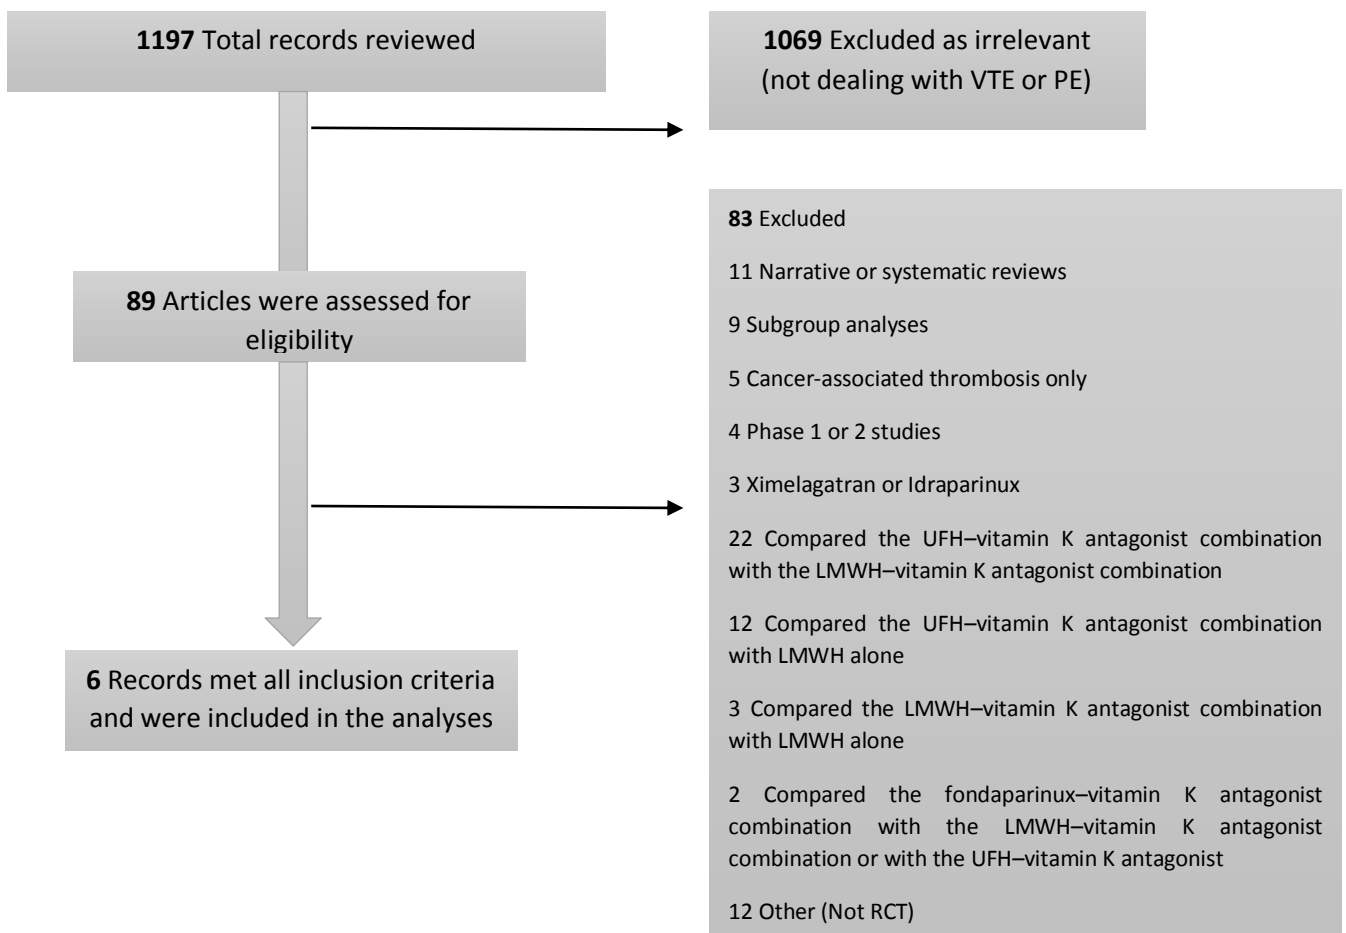 1197 Total records reviewed
1069 Excluded as irrelevant
(not dealing with VTE or PE)
89 Articles were assessed for
eligibility
6 Records met all inclusion criteria
and were included in the analyses
83 Excluded
11 Narrative or systematic reviews
9 Subgroup analyses
5 Cancer-associated thrombosis only
4 Phase 1 or 2 studies
3 Ximelagatran or Idraparinux
22 Compared the UFH–vitamin K antagonist combination
with the LMWH–vitamin K antagonist combination
12 Compared the UFH–vitamin K antagonist combination
with LMWH alone
3 Compared the LMWH–vitamin K antagonist combination
with LMWH alone
2 Compared the fondaparinux–vitamin K antagonist
combination with the LMWH–vitamin K antagonist
combination or with the UFH–vitamin K antagonist
12 Other (Not RCT)